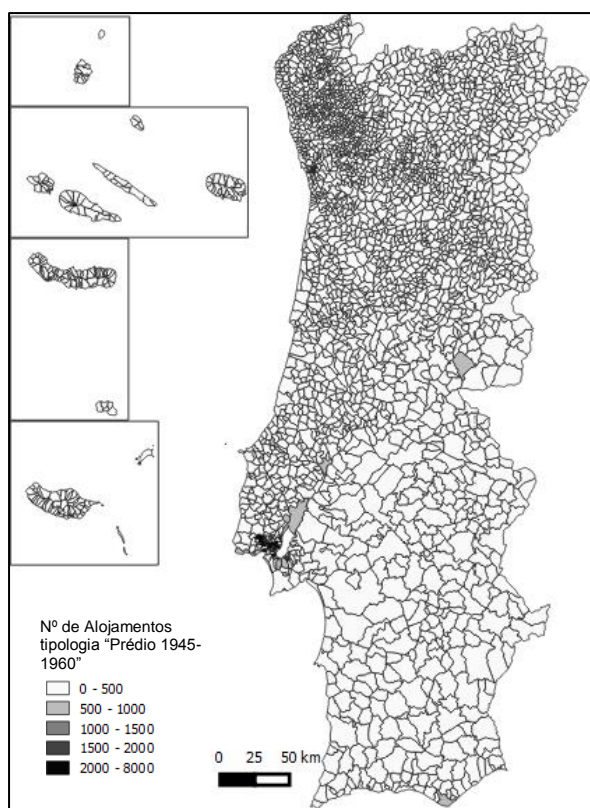 Nº de Alojamentos
tipologia “Prédio 1945-
1960”
0 - 500
500 - 1000
1000 - 1500
1500 - 2000
2000 - 8000
0 25 50 km